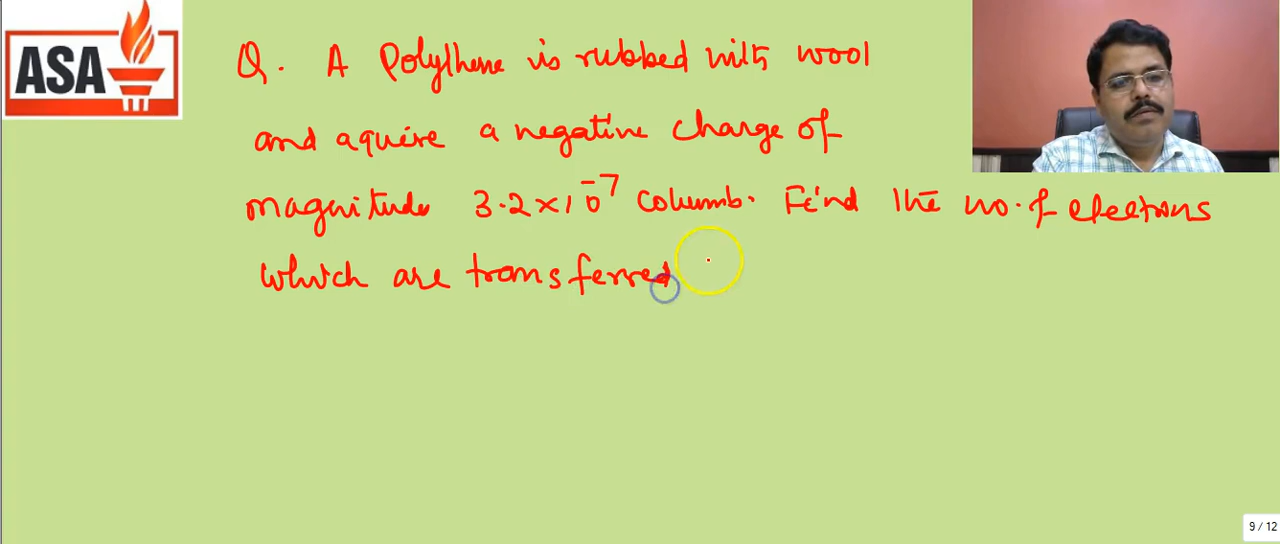 ASA
Q. A Polythene is rubbed with wool
and aquire a negative charge of
magnitude 3.2×10⁻⁷ Columb. Find the no. of electrons
which are transferred
9 / 12